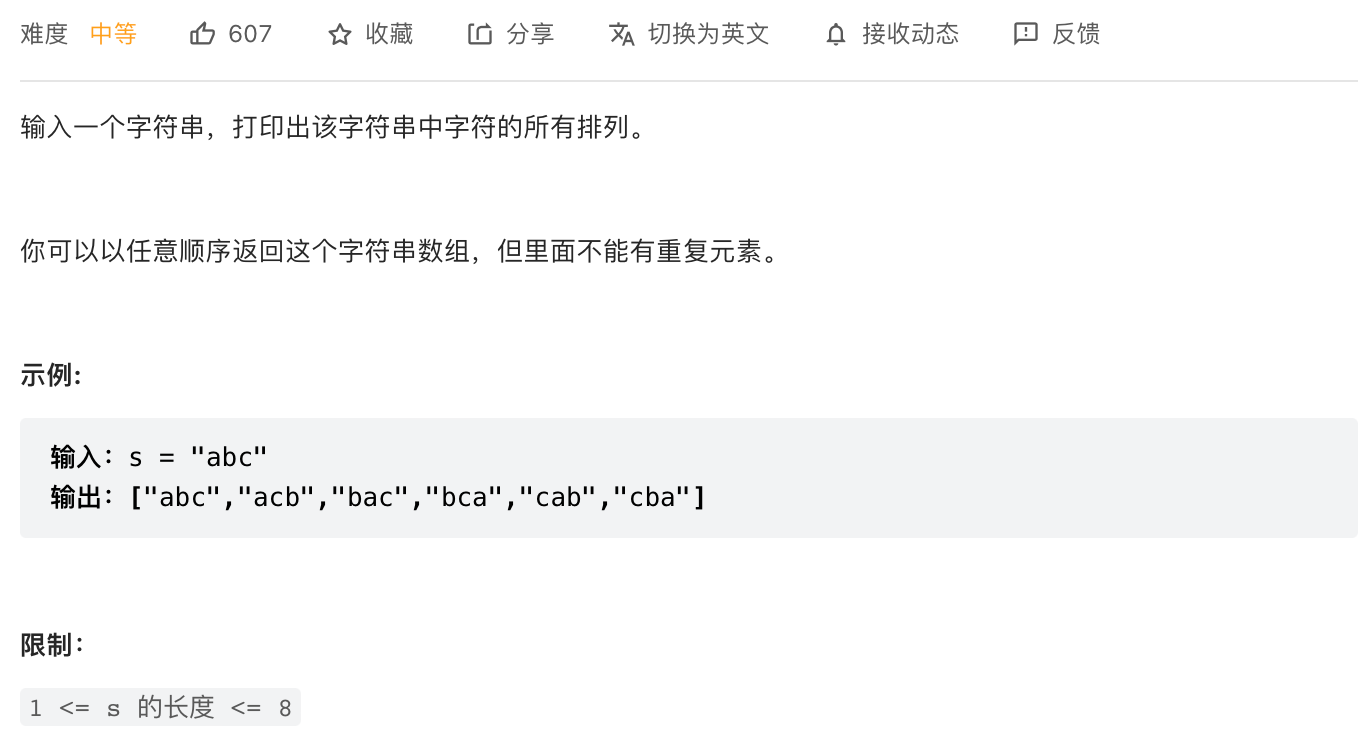 难度 中等 607 收藏 分享 切换为英文 接收动态 反馈
输入一个字符串，打印出该字符串中字符的所有排列。
你可以以任意顺序返回这个字符串数组，但里面不能有重复元素。
示例:
输入：s = "abc"
输出：["abc","acb","bac","bca","cab","cba"]
限制：
1 <= s 的长度 <= 8